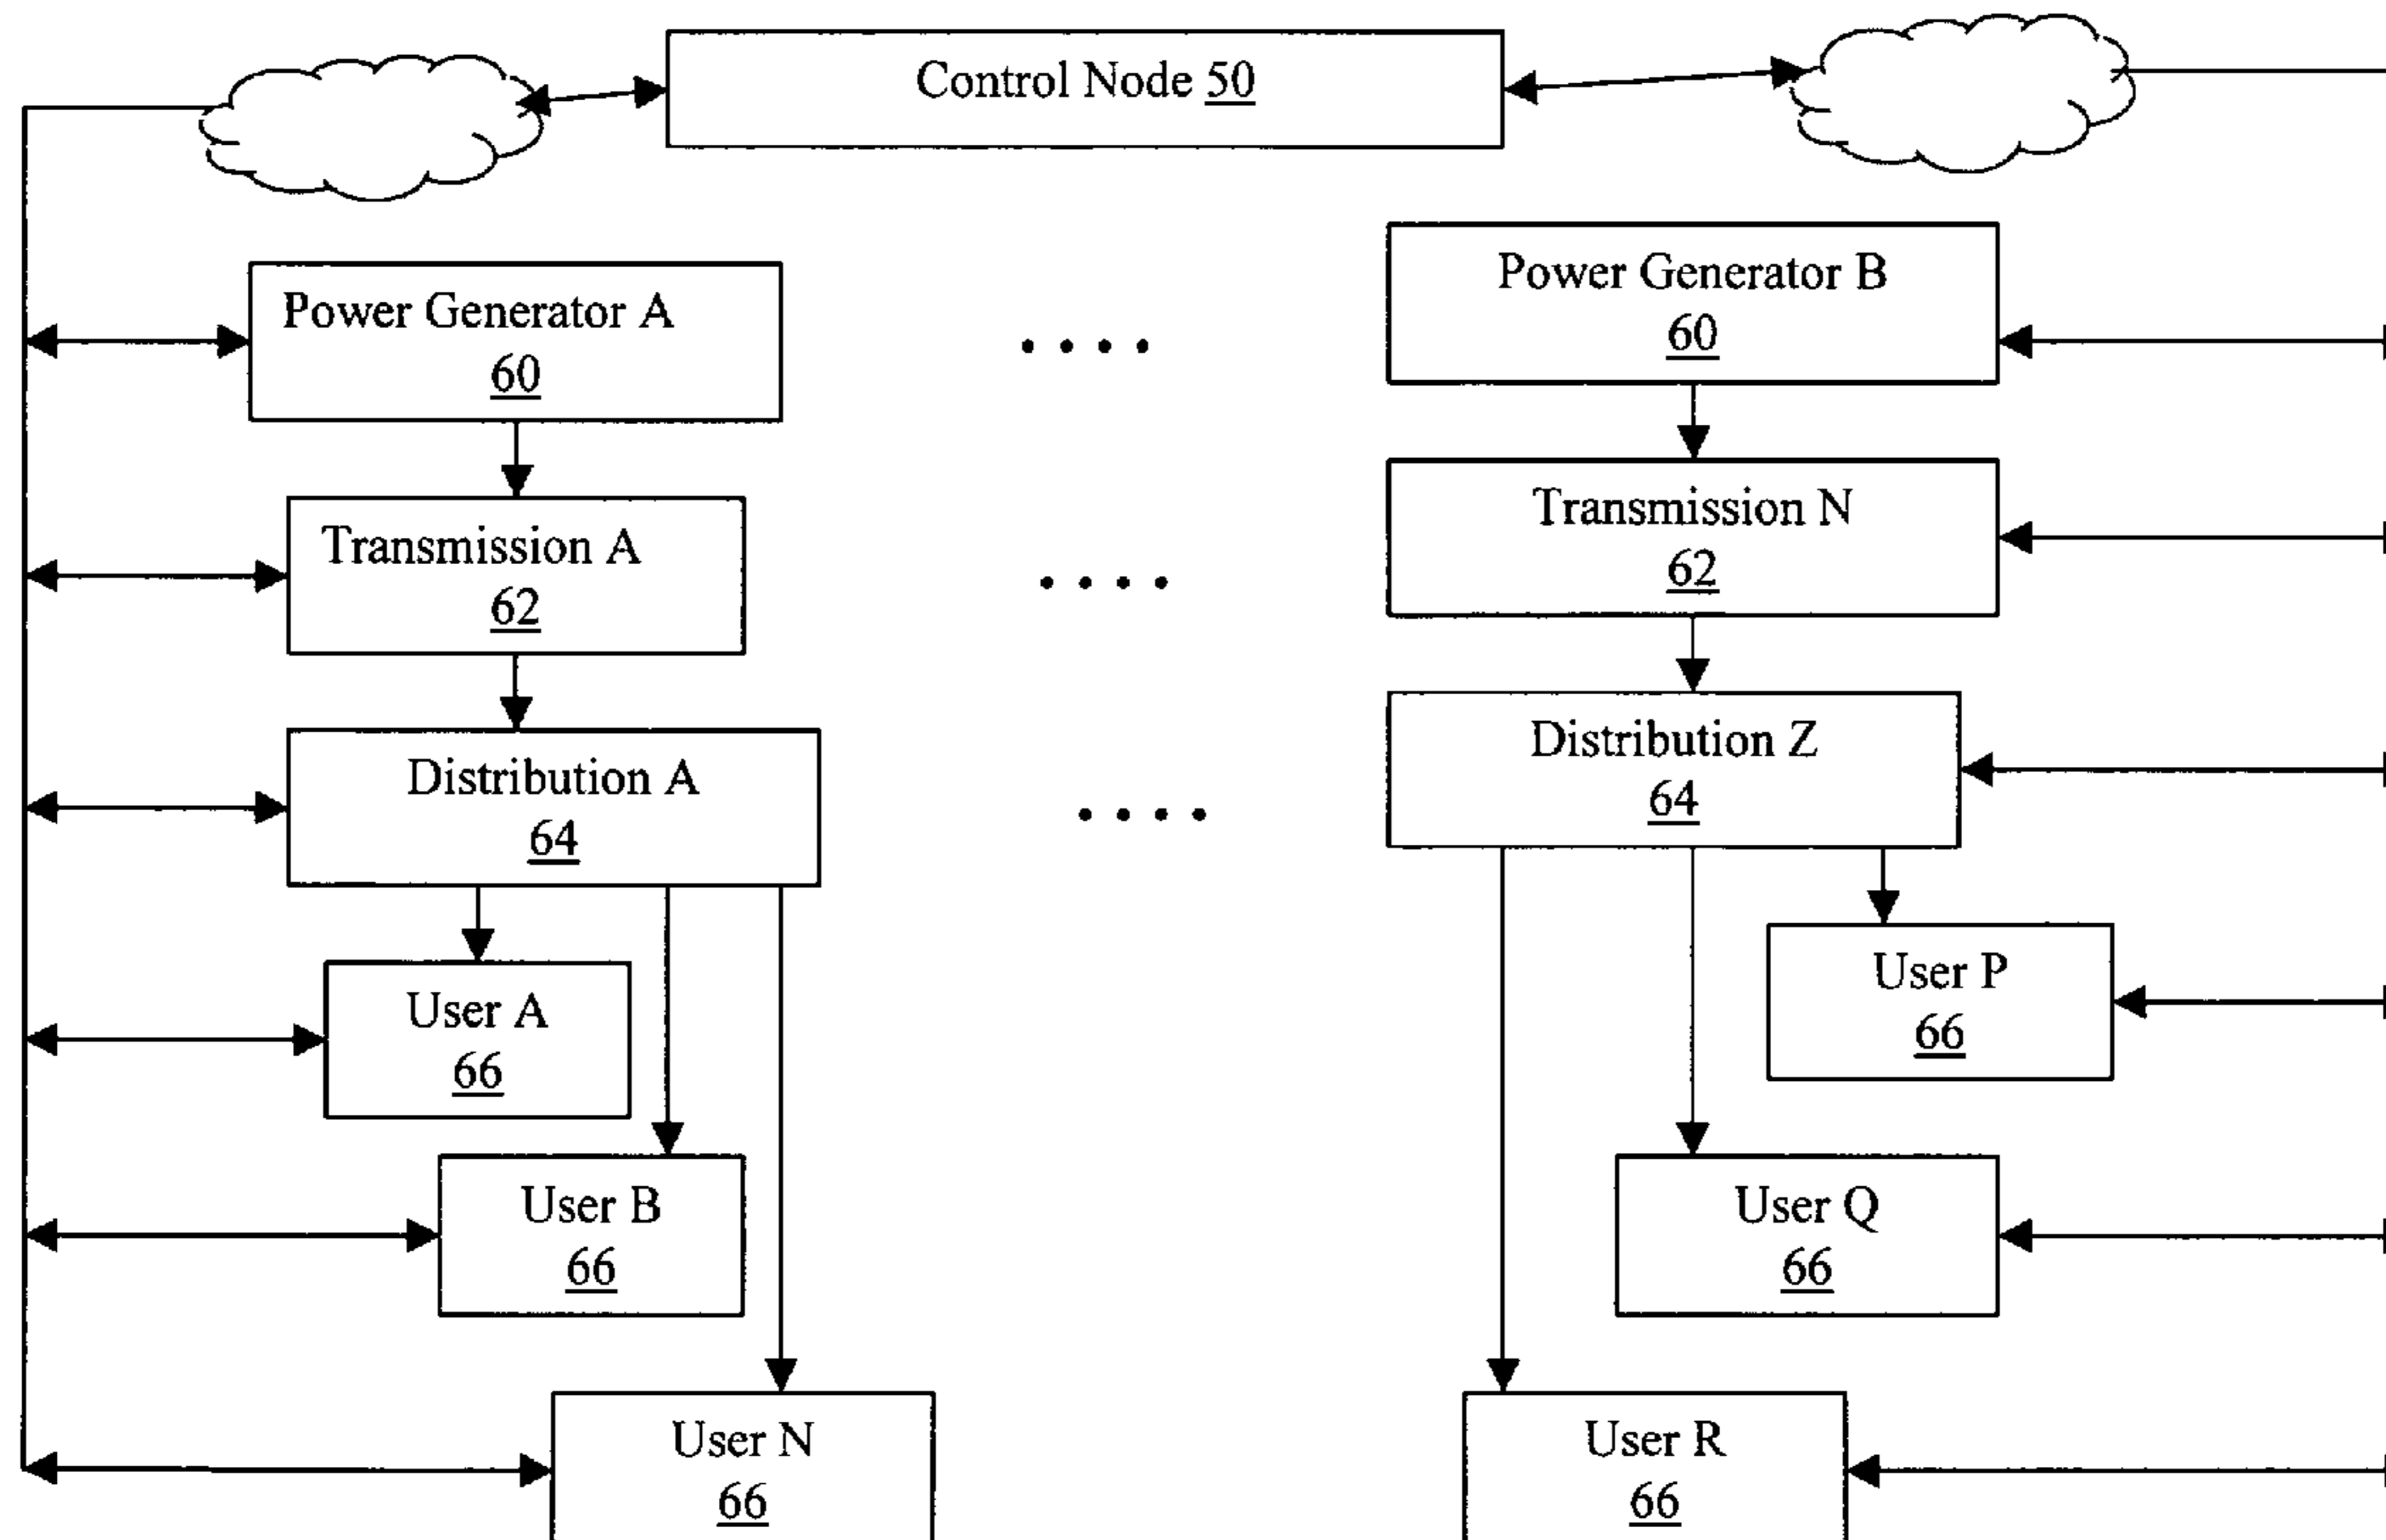 Control Node 50
Power Generator A
60
Power Generator B
60
Transmission A
62
Transmission N
62
Distribution A
64
Distribution Z
64
User A
66
User P
66
User B
66
User Q
66
User N
66
User R
66